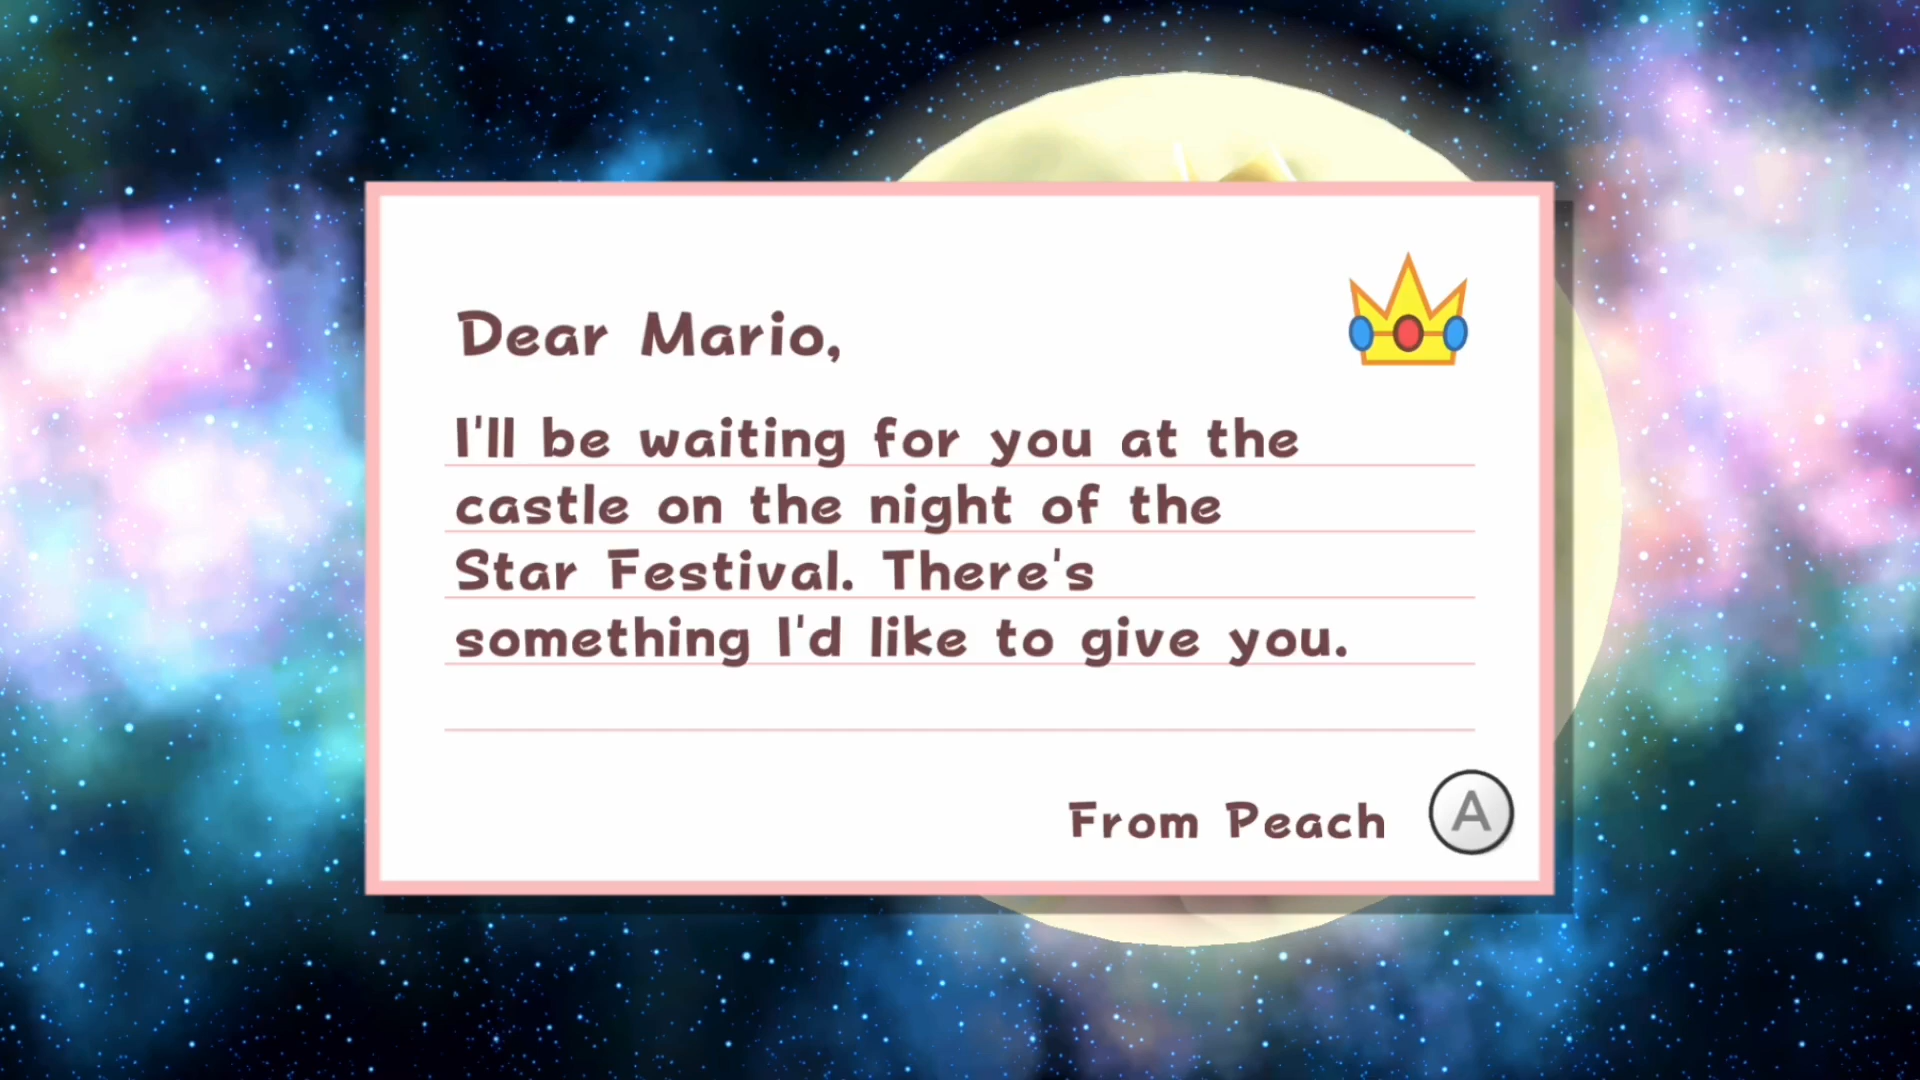 Dear Mario,
I'll be waiting for you at the
castle on the night of the
Star Festival. There's
something I'd like to give you.
From Peach
A